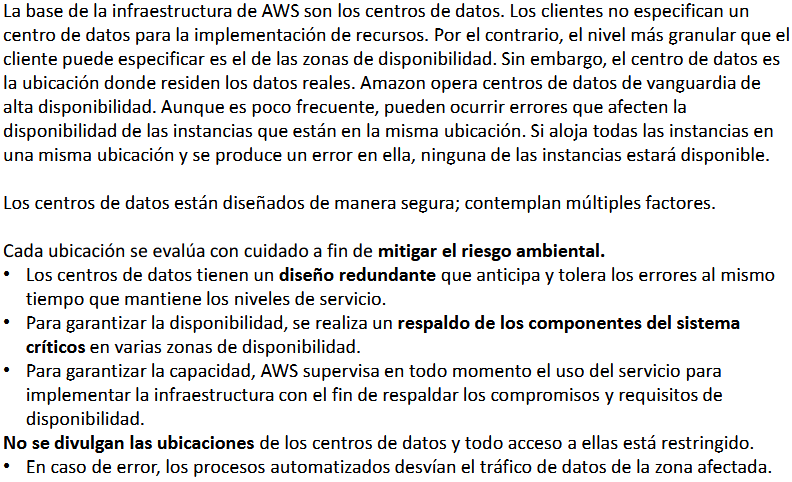 La base de la infraestructura de AWS son los centros de datos. Los clientes no especifican un
centro de datos para la implementación de recursos. Por el contrario, el nivel más granular que el
cliente puede especificar es el de las zonas de disponibilidad. Sin embargo, el centro de datos es
la ubicación donde residen los datos reales. Amazon opera centros de datos de vanguardia de
alta disponibilidad. Aunque es poco frecuente, pueden ocurrir errores que afecten la
disponibilidad de las instancias que están en la misma ubicación. Si aloja todas las instancias en
una misma ubicación y se produce un error en ella, ninguna de las instancias estará disponible.

Los centros de datos están diseñados de manera segura; contemplan múltiples factores.

Cada ubicación se evalúa con cuidado a fin de mitigar el riesgo ambiental.
• Los centros de datos tienen un diseño redundante que anticipa y tolera los errores al mismo
tiempo que mantiene los niveles de servicio.
• Para garantizar la disponibilidad, se realiza un respaldo de los componentes del sistema
críticos en varias zonas de disponibilidad.
• Para garantizar la capacidad, AWS supervisa en todo momento el uso del servicio para
implementar la infraestructura con el fin de respaldar los compromisos y requisitos de
disponibilidad.
No se divulgan las ubicaciones de los centros de datos y todo acceso a ellas está restringido.
• En caso de error, los procesos automatizados desvían el tráfico de datos de la zona afectada.